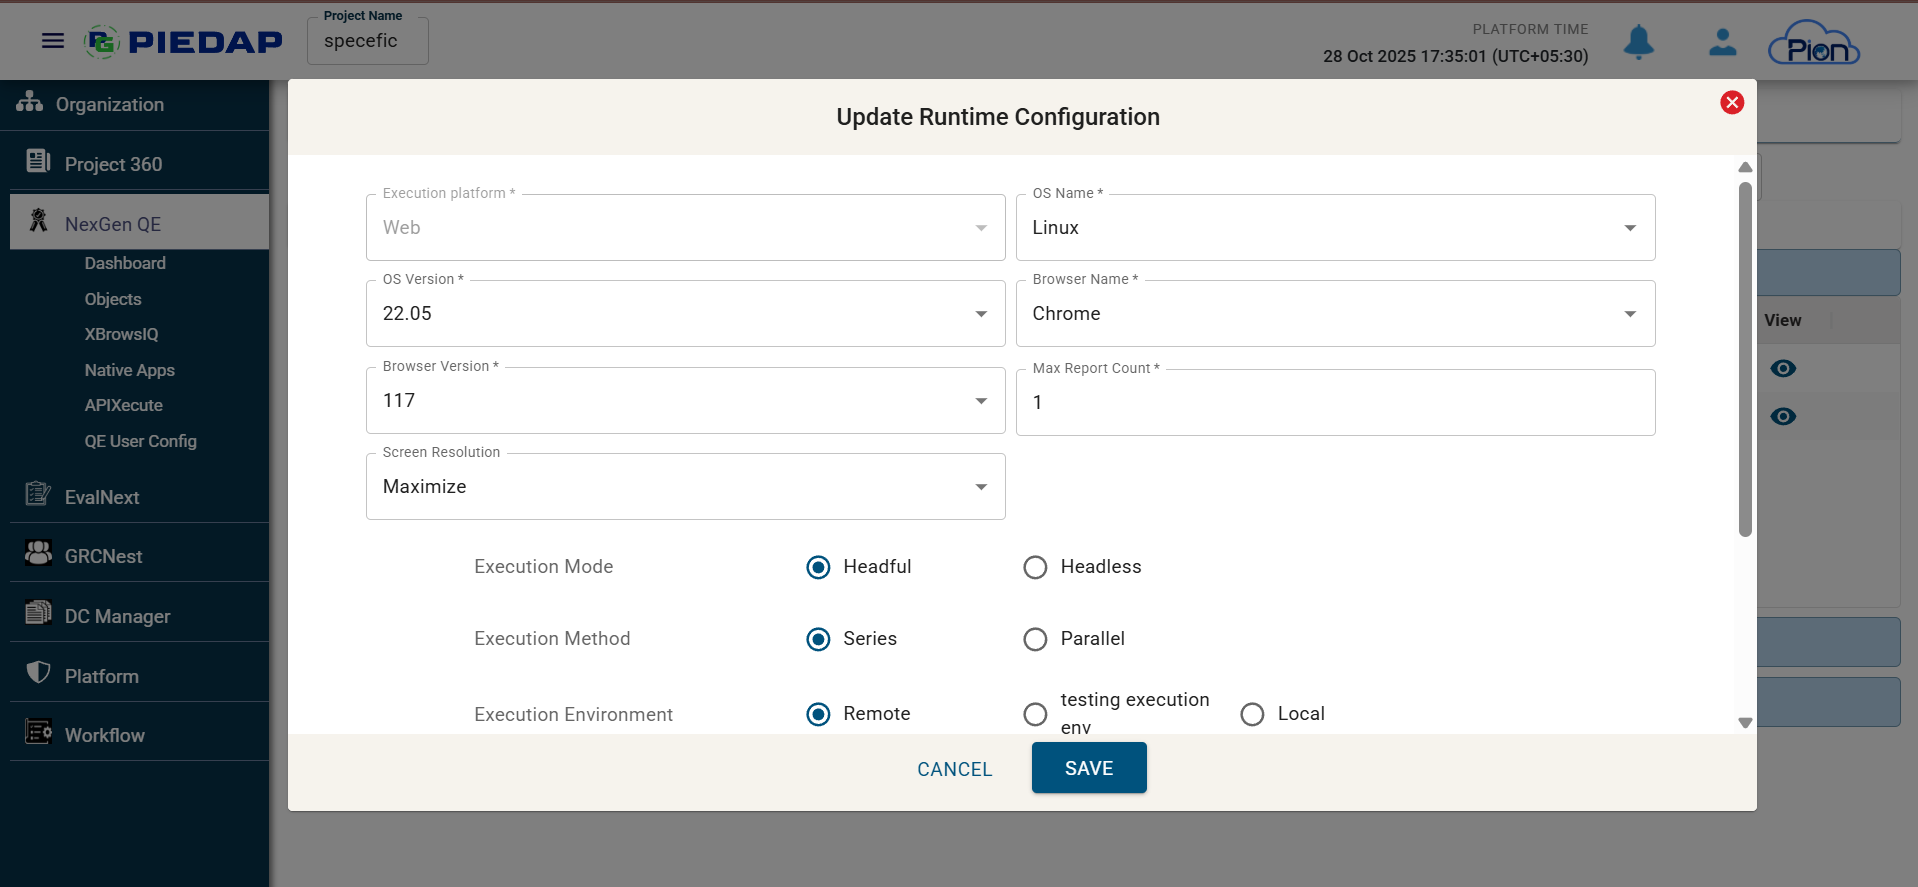 Project Name
PIEDAP
specefic
PLATFORM TIME
28 Oct 2025 17:35:01 (UTC+05:30)
Pion
Organization
Project 360
NexGen QE
Dashboard
Objects
XBrowsIQ
Native Apps
APIXecute
QE User Config
EvalNext
GRCNest
DC Manager
Platform
Workflow
Update Runtime Configuration
Execution platform *
Web
OS Name *
Linux
OS Version *
22.05
Browser Name *
Chrome
Browser Version *
117
Max Report Count *
1
Screen Resolution
Maximize
Execution Mode
Headful
Headless
Execution Method
Series
Parallel
Execution Environment
Remote
testing execution
env
Local
CANCEL
SAVE
View